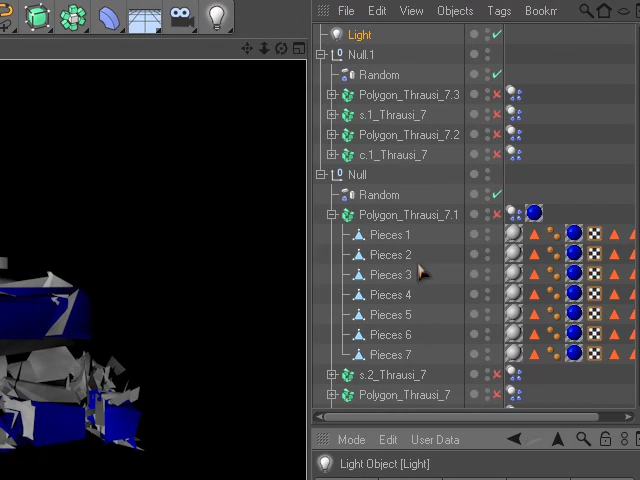 File Edit View Objects Tags Bookm
Light
Null.1
Random
Polygon_Thrausi_7.3
s.1_Thrausi_7
Polygon_Thrausi_7.2
c.1_Thrausi_7
Null
Random
Polygon_Thrausi_7.1
Pieces 1
Pieces 2
Pieces 3
Pieces 4
Pieces 5
Pieces 6
Pieces 7
s.2_Thrausi_7
Polygon_Thrausi_7
Mode Edit User Data
Light Object [Light]